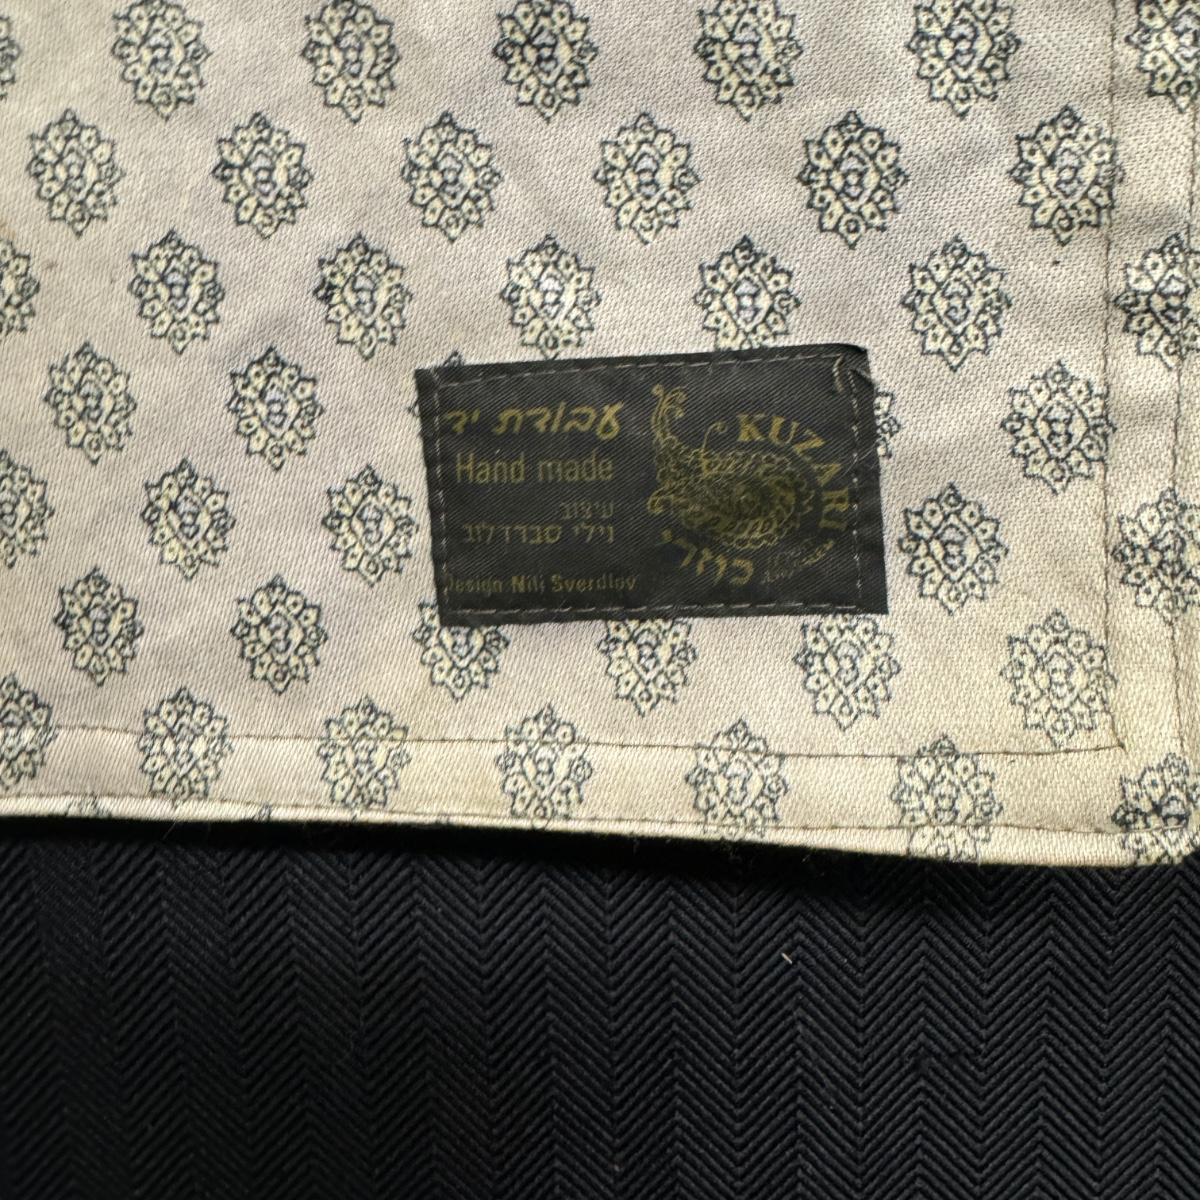 עבודת יד
Hand made
עיצוב
נילי סברדלוב
Design Nili Sverdlov
KUZARI
כוזרי